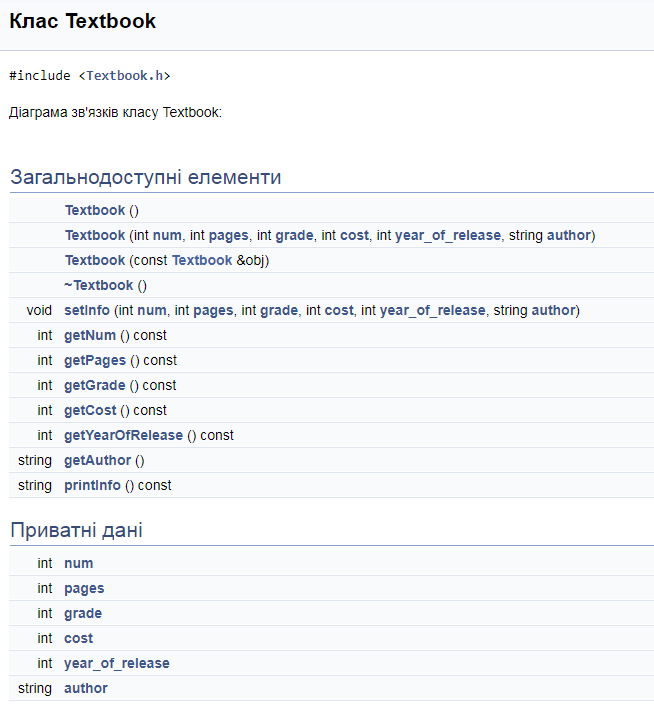 Клас Textbook
#include <Textbook.h>
Діаграма зв'язків класу Textbook:
Загальнодоступні елементи
Textbook ()
Textbook (int num, int pages, int grade, int cost, int year_of_release, string author)
Textbook (const Textbook &obj)
~Textbook ()
void setInfo (int num, int pages, int grade, int cost, int year_of_release, string author)
int getNum () const
int getPages () const
int getGrade () const
int getCost () const
int getYearOfRelease () const
string getAuthor ()
string printInfo () const
Приватні дані
int num
int pages
int grade
int cost
int year_of_release
string author